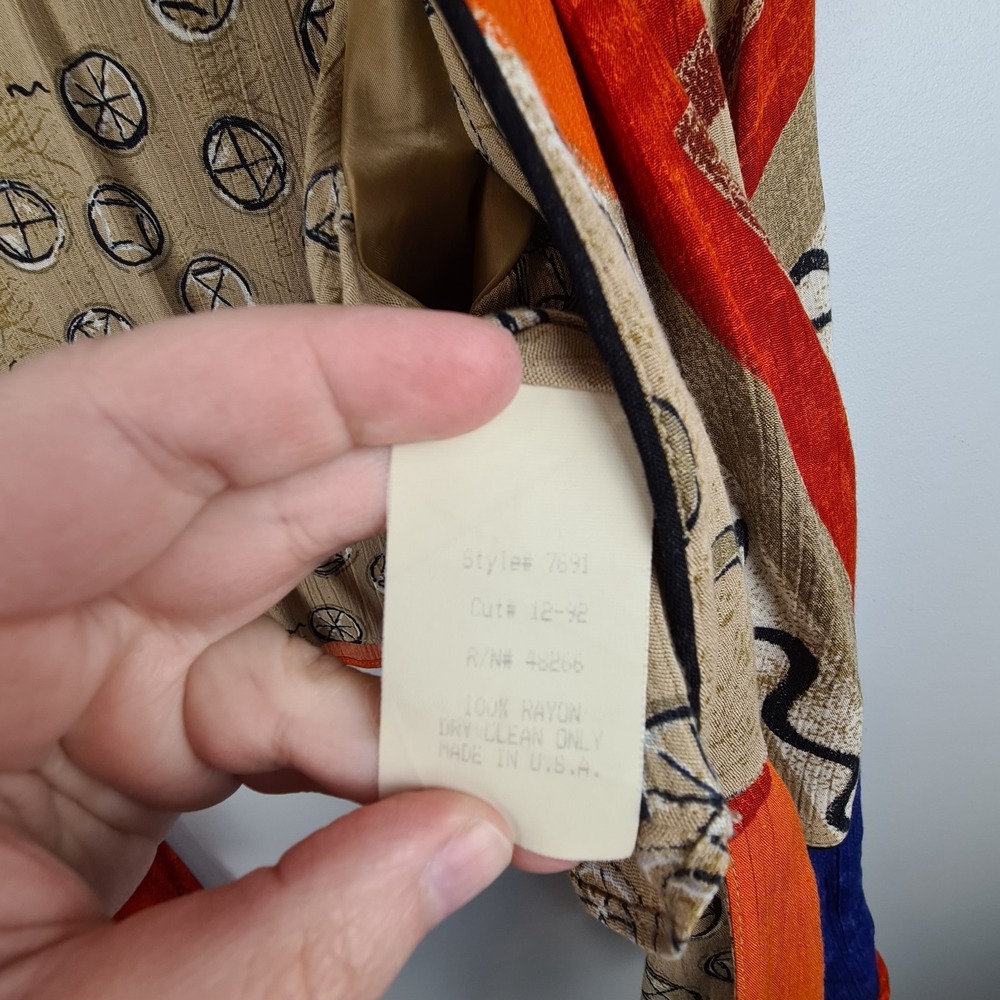 Style# 7691
Cut# 12-92
R/N# 48266
100% RAYON
DRY CLEAN ONLY
MADE IN U.S.A.